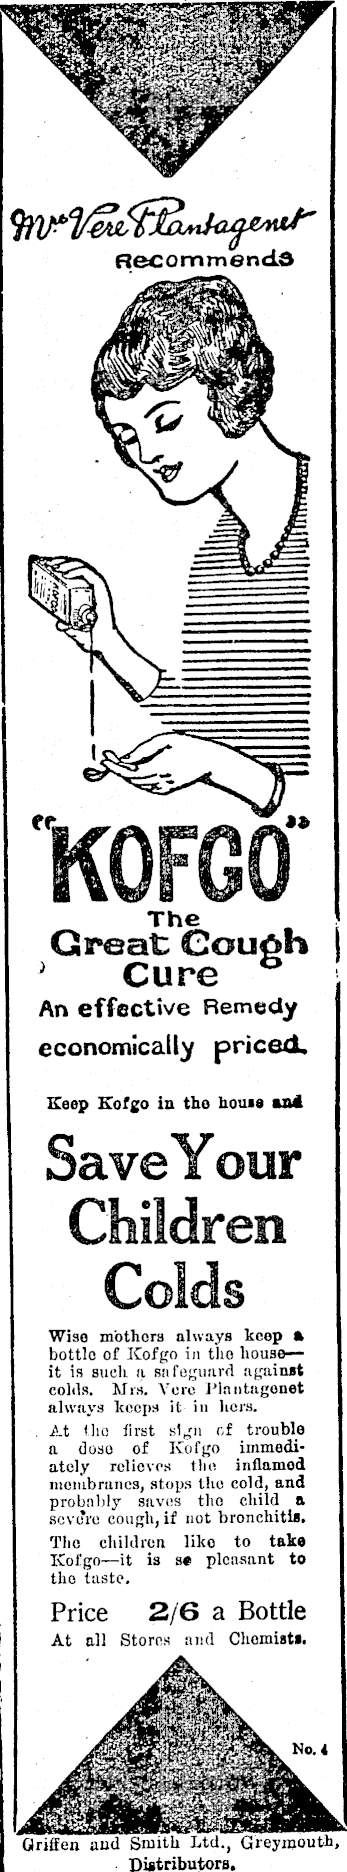 Mrs Vere Plantagenet
Recommends
"KOFGO"
The
Great Cough
Cure
An effective Remedy
economically priced.
Keep Kofgo in the house and
Save Your
Children
Colds
Wise mothers always keep a
bottle of Kofgo in the house—
it is such a safeguard against
colds. Mrs. Vere Plantagenet
always keeps it in hers.
At the first sign of trouble
a dose of Kofgo immedi-
ately relieves the inflamed
membranes, stops the cold, and
probably saves the child a
severe cough, if not bronchitis.
The children like to take
Kofgo—it is so pleasant to
the taste.
Price 2/6 a Bottle
At all Stores and Chemists.
No. 4
Griffen and Smith Ltd., Greymouth,
Distributors.